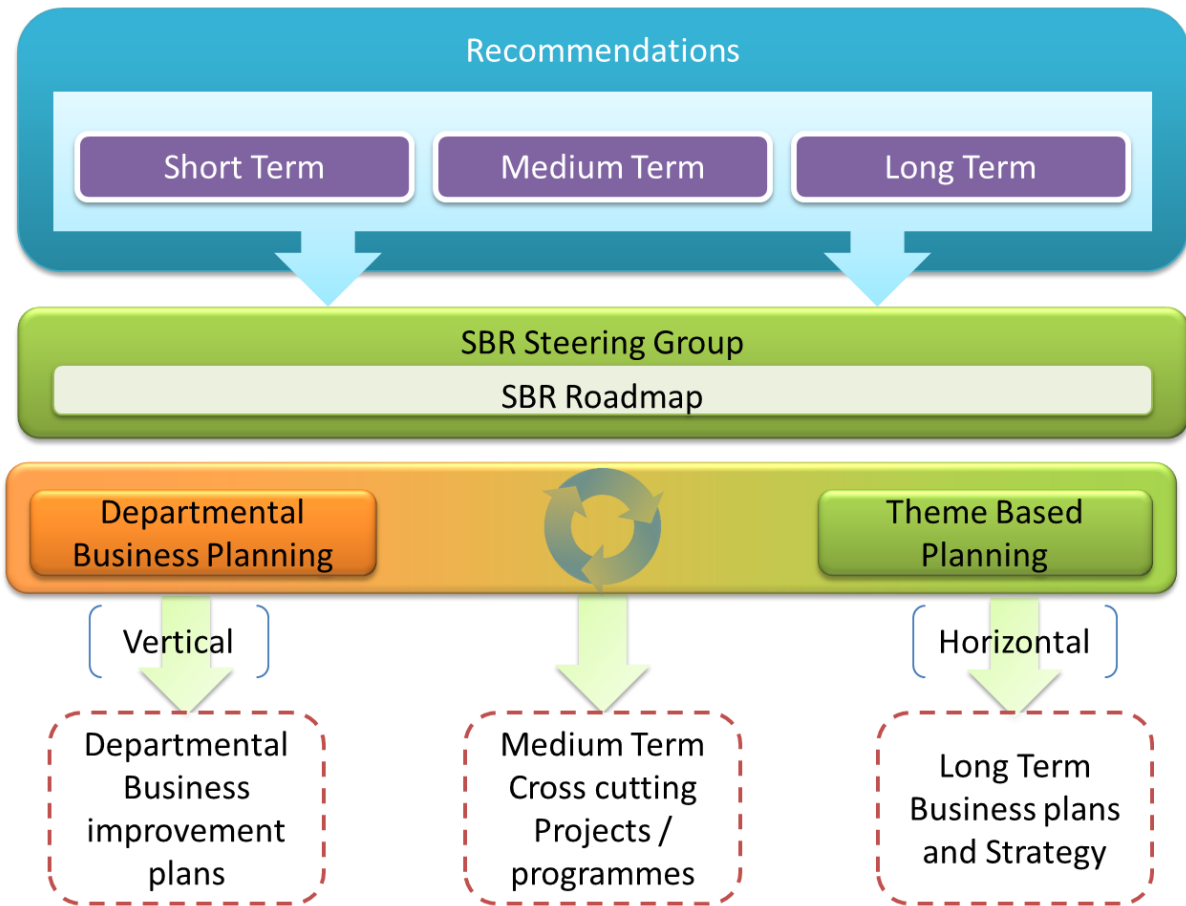 Recommendations
Short Term
Medium Term
Long Term
SBR Steering Group
SBR Roadmap
Departmental
Business Planning
Theme Based
Planning
Vertical
Horizontal
Departmental
Business
improvement
plans
Medium Term
Cross cutting
Projects /
programmes
Long Term
Business plans
and Strategy